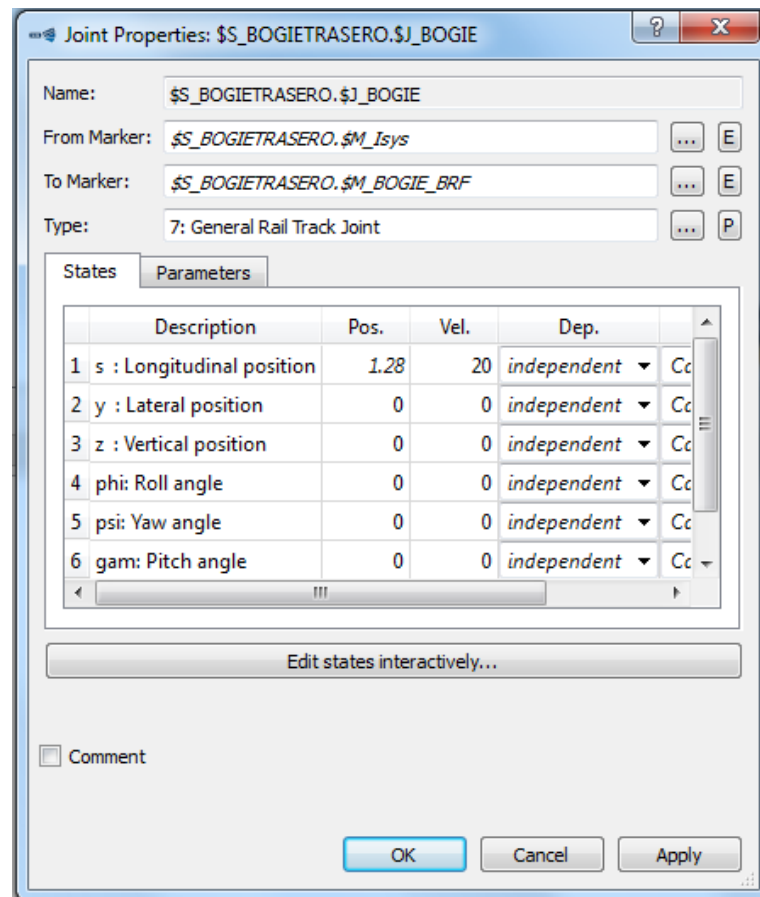 Joint Properties: $S_BOGIETRASERO.$J_BOGIE ? X
Name: $S_BOGIETRASERO.$J_BOGIE
From Marker: $S_BOGIETRASERO.$M_Isys ... E
To Marker: $S_BOGIETRASERO.$M_BOGIE_BRF ... E
Type: 7: General Rail Track Joint ... P
States Parameters
Description Pos. Vel. Dep.
1 s : Longitudinal position 1.28 20 independent
2 y : Lateral position 0 0 independent
3 z : Vertical position 0 0 independent
4 phi: Roll angle 0 0 independent
5 psi: Yaw angle 0 0 independent
6 gam: Pitch angle 0 0 independent
Edit states interactively...
Comment
OK Cancel Apply